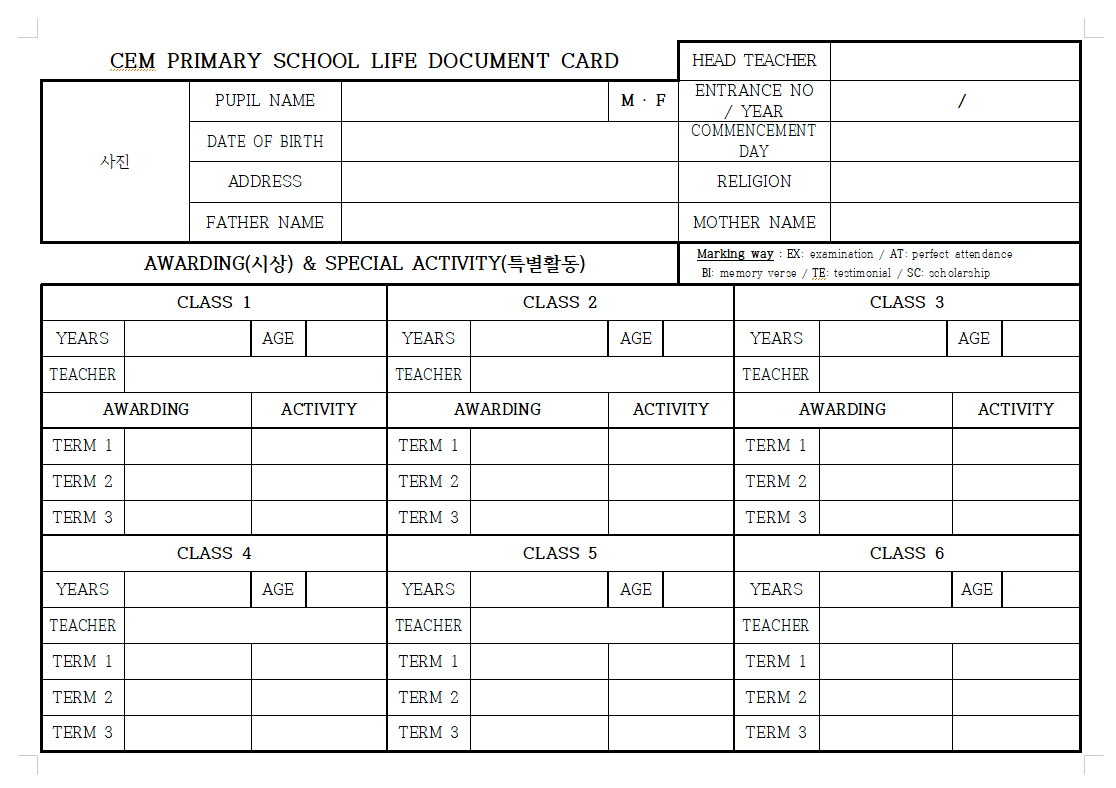 CEM PRIMARY SCHOOL LIFE DOCUMENT CARD
HEAD TEACHER
사진
PUPIL NAME
M · F
ENTRANCE NO
/ YEAR
/
DATE OF BIRTH
COMMENCEMENT
DAY
ADDRESS
RELIGION
FATHER NAME
MOTHER NAME
AWARDING(시상) & SPECIAL ACTIVITY(특별활동)
Marking way : EX: examination / AT: perfect attendance
BI: memory verse / TE: testimonial / SC: scholarship
CLASS 1 CLASS 2 CLASS 3
YEARS AGE YEARS AGE YEARS AGE
TEACHER TEACHER TEACHER
AWARDING ACTIVITY AWARDING ACTIVITY AWARDING ACTIVITY
TERM 1 TERM 1 TERM 1
TERM 2 TERM 2 TERM 2
TERM 3 TERM 3 TERM 3
CLASS 4 CLASS 5 CLASS 6
YEARS AGE YEARS AGE YEARS AGE
TEACHER TEACHER TEACHER
TERM 1 TERM 1 TERM 1
TERM 2 TERM 2 TERM 2
TERM 3 TERM 3 TERM 3